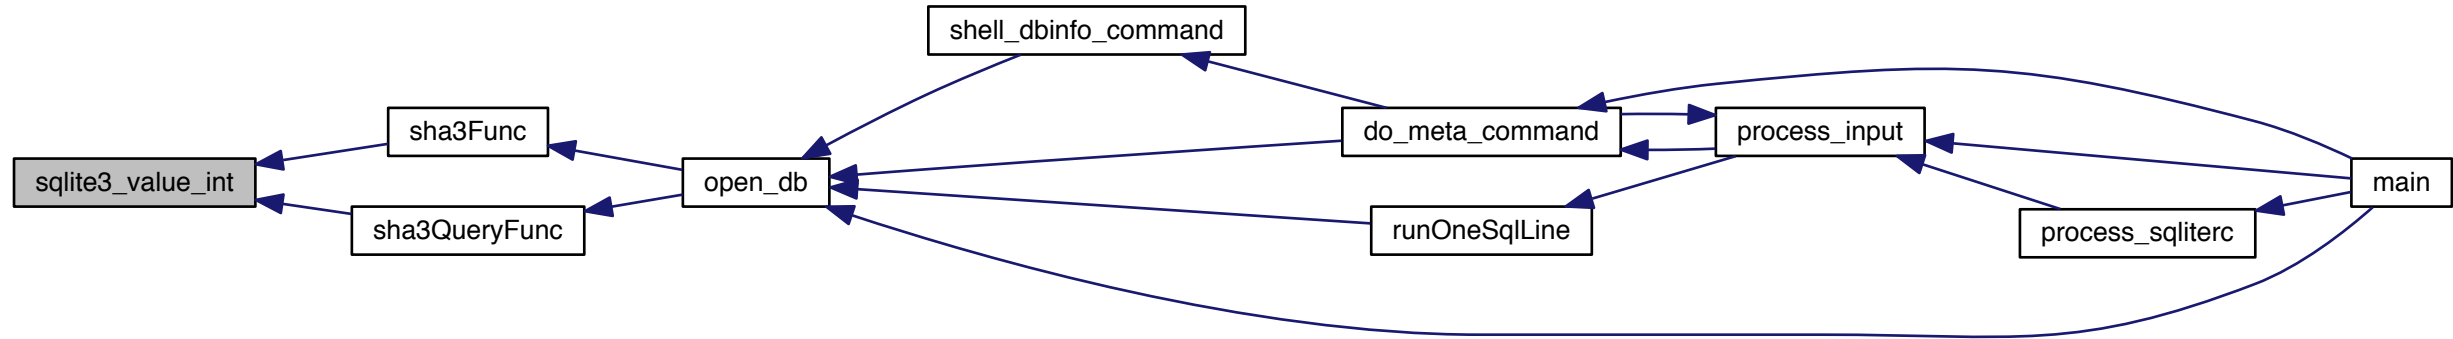 shell_dbinfo_command
sha3Func
do_meta_command
process_input
sqlite3_value_int
open_db
main
sha3QueryFunc
runOneSqlLine
process_sqliterc